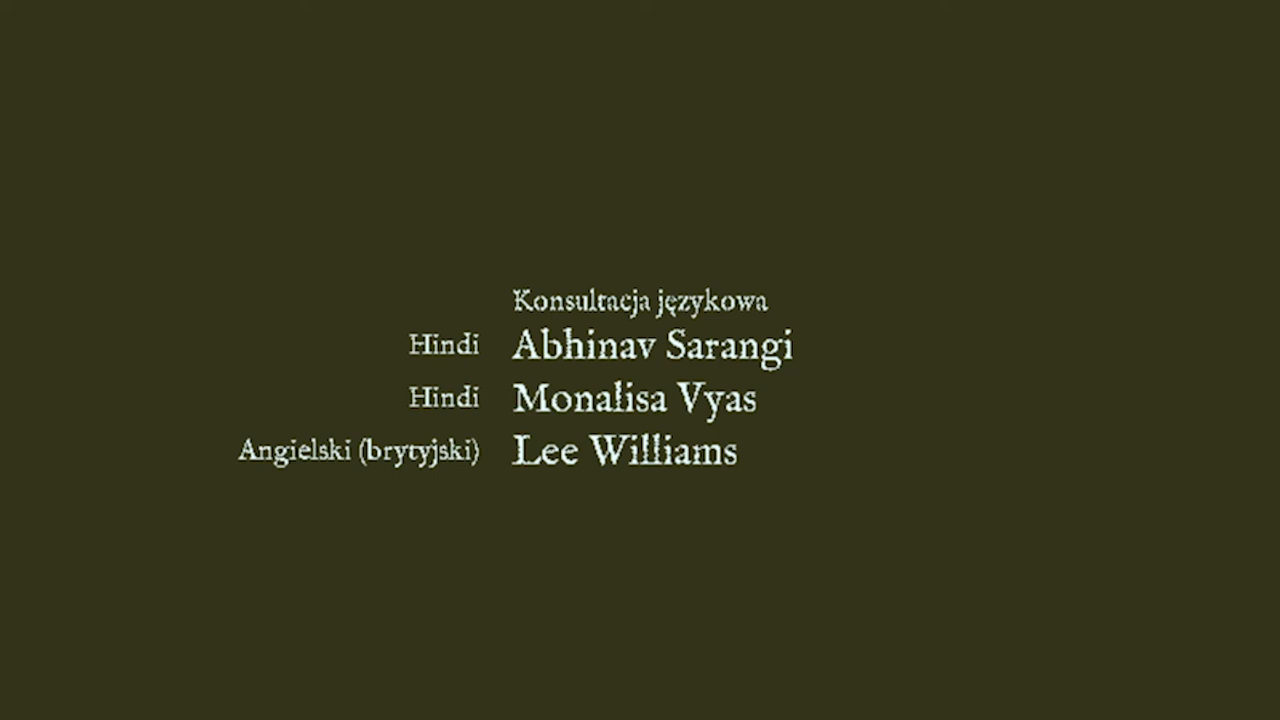 Konsultacja językowa
Hindi Abhinav Sarangi
Hindi Monalisa Vyas
Angielski (brytyjski) Lee Williams